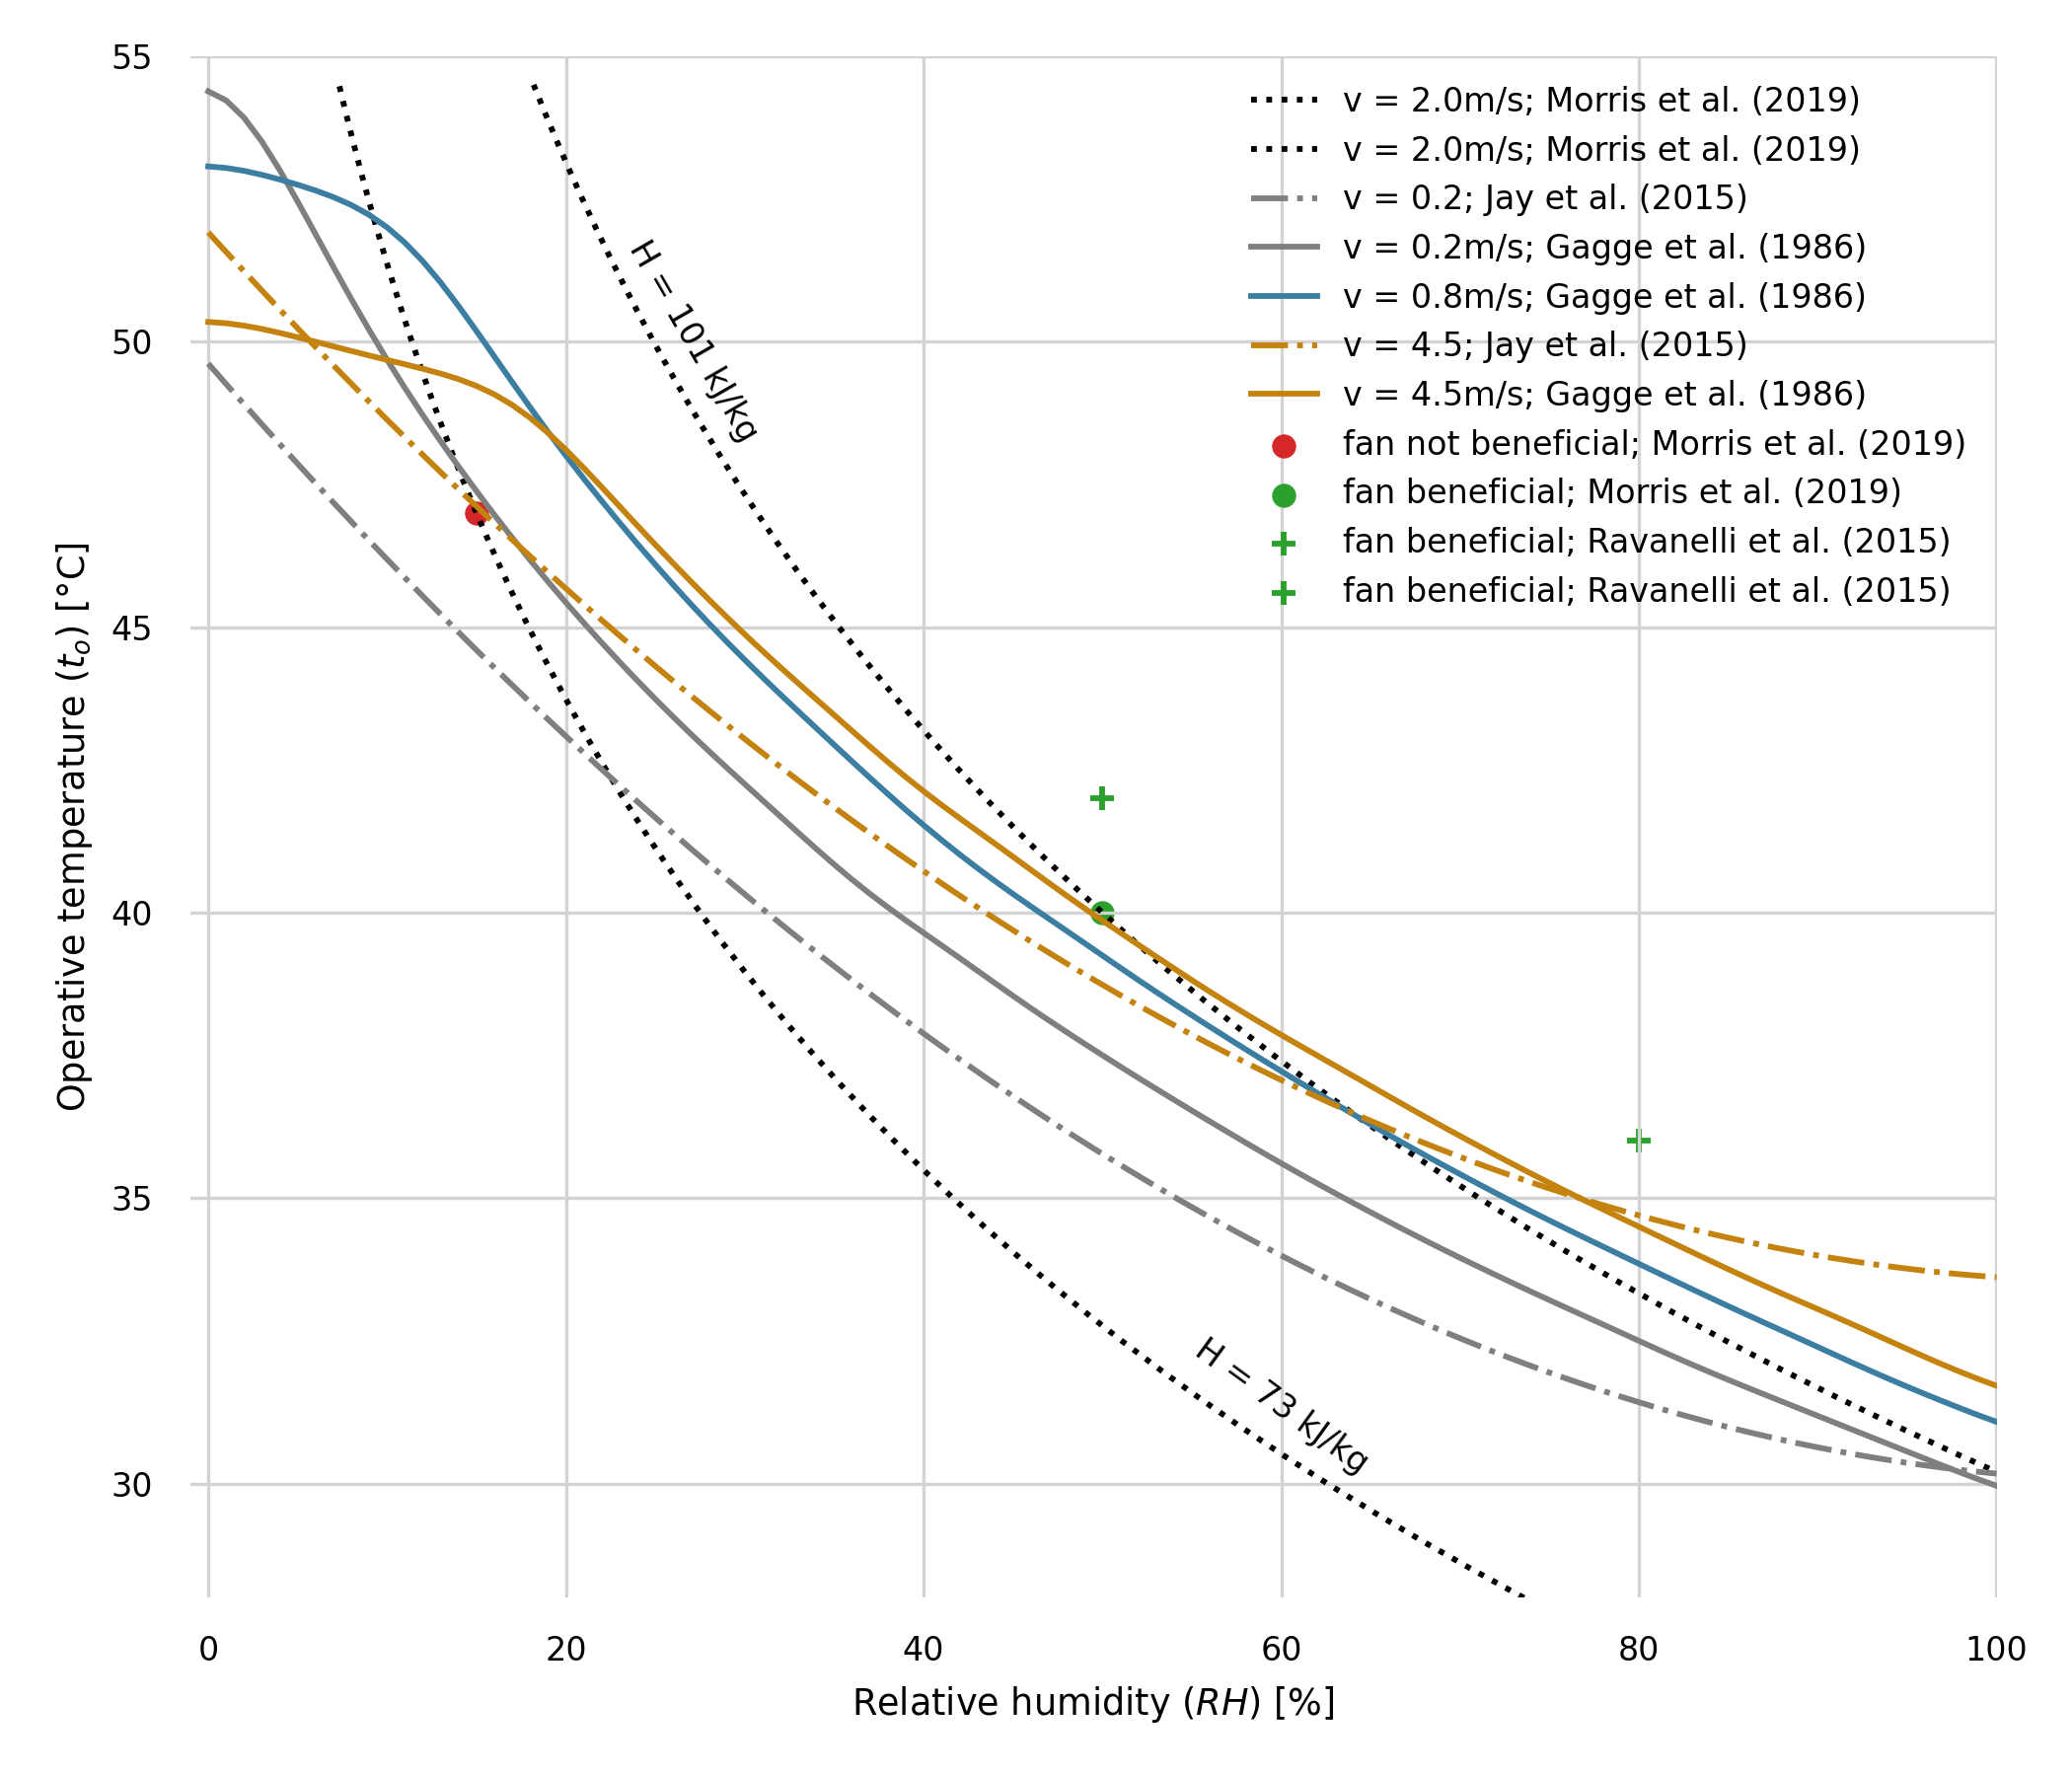 55
50
45
40
35
30
Operative temperature (tₒ) [°C]
v = 2.0m/s; Morris et al. (2019)
v = 2.0m/s; Morris et al. (2019)
v = 0.2; Jay et al. (2015)
v = 0.2m/s; Gagge et al. (1986)
v = 0.8m/s; Gagge et al. (1986)
v = 4.5; Jay et al. (2015)
v = 4.5m/s; Gagge et al. (1986)
fan not beneficial; Morris et al. (2019)
fan beneficial; Morris et al. (2019)
fan beneficial; Ravanelli et al. (2015)
fan beneficial; Ravanelli et al. (2015)
H = 101 kJ/kg
H = 73 kJ/kg
0 20 40 60 80 100
Relative humidity (RH) [%]